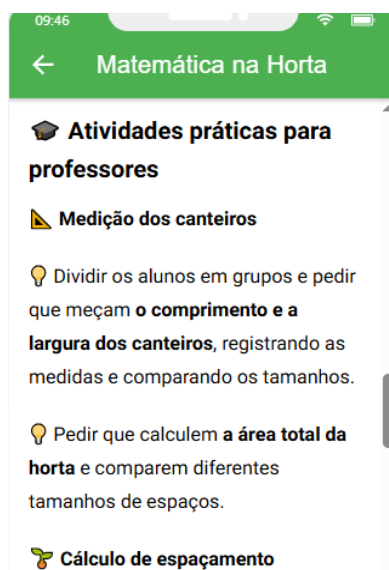 09:46
Matemática na Horta
🎓 Atividades práticas para
professores
📐 Medição dos canteiros
💡 Dividir os alunos em grupos e pedir
que meçam o comprimento e a
largura dos canteiros, registrando as
medidas e comparando os tamanhos.
💡 Pedir que calculem a área total da
horta e comparem diferentes
tamanhos de espaços.
🌱 Cálculo de espaçamento